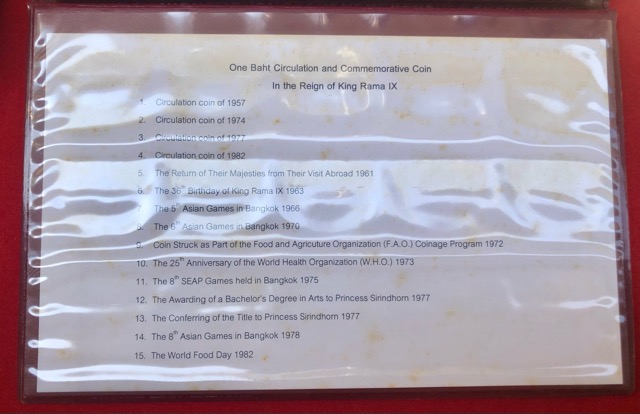 One Baht Circulation and Commemorative Coin
In the Reign of King Rama IX
1. Circulation coin of 1957
2. Circulation coin of 1974
3. Circulation coin of 1977
4. Circulation coin of 1982
5. The Return of Their Majesties from Their Visit Abroad 1961
6. The 36th Birthday of King Rama IX 1963
7. The 5th Asian Games in Bangkok 1966
8. The 6th Asian Games in Bangkok 1970
9. Coin Struck as Part of the Food and Agricuture Organization (F.A.O.) Coinage Program 1972
10. The 25th Anniversary of the World Health Organization (W.H.O.) 1973
11. The 8th SEAP Games held in Bangkok 1975
12. The Awarding of a Bachelor's Degree in Arts to Princess Sirindhorn 1977
13. The Conferring of the Title to Princess Sirindhorn 1977
14. The 8th Asian Games in Bangkok 1978
15. The World Food Day 1982